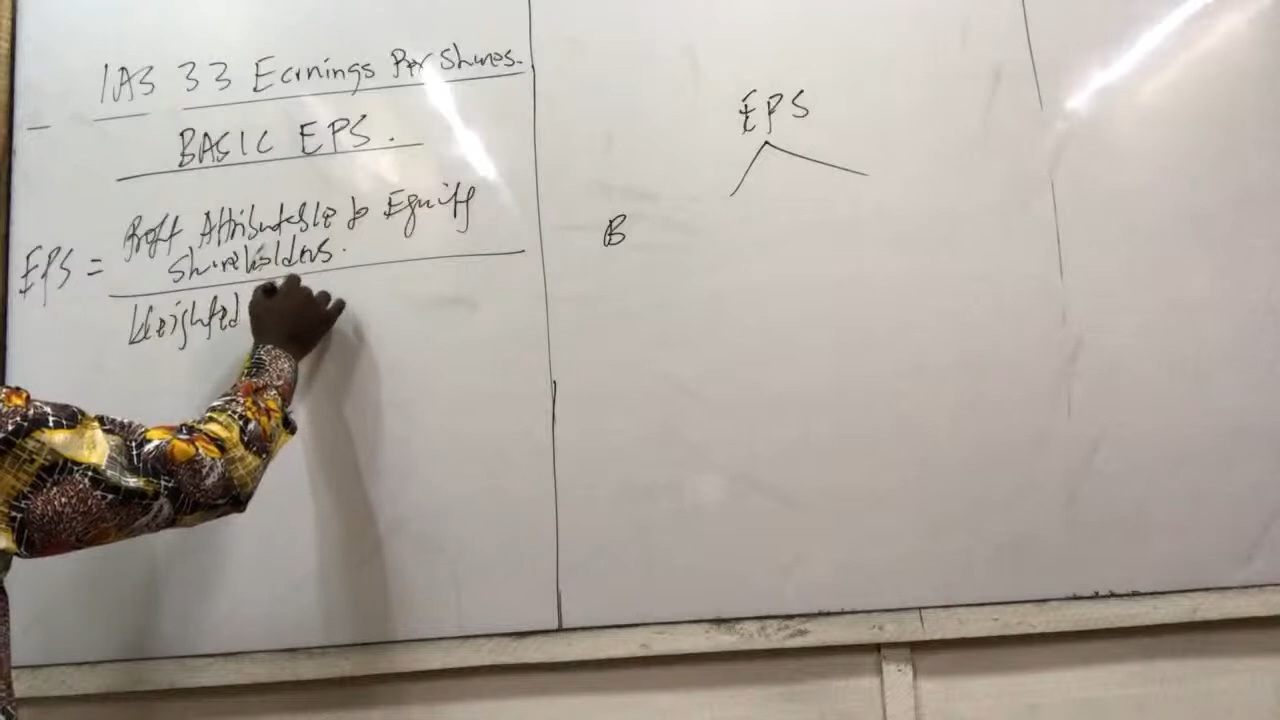 IAS 33 Earnings Per Shares.
BASIC EPS.
EPS = Profit Attributable to Equity
Shareholders.
Weighted
EPS
B